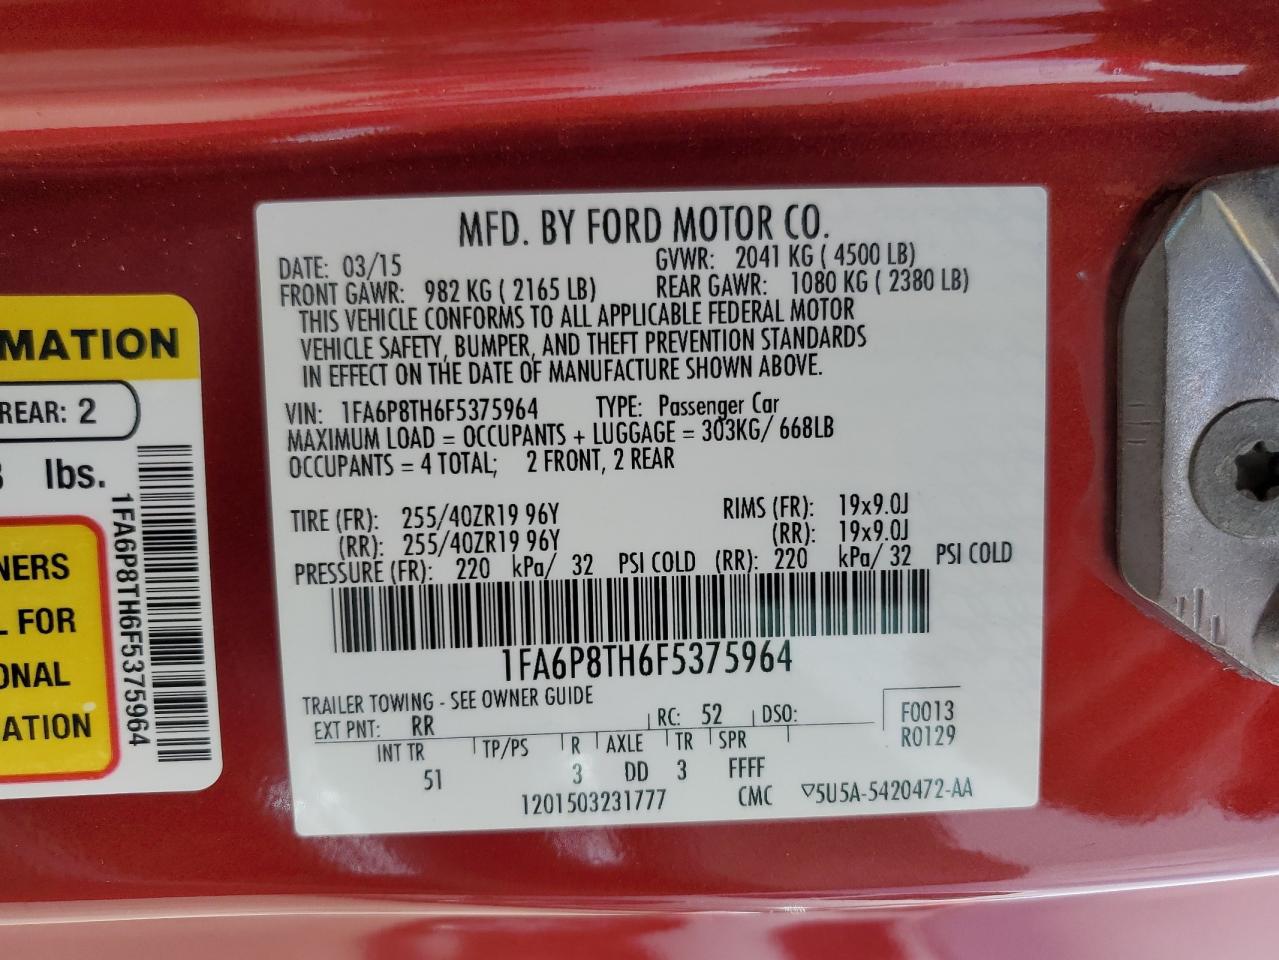 MFD. BY FORD MOTOR CO.
DATE: 03/15 GVWR: 2041 KG ( 4500 LB)
FRONT GAWR: 982 KG ( 2165 LB) REAR GAWR: 1080 KG ( 2380 LB)
THIS VEHICLE CONFORMS TO ALL APPLICABLE FEDERAL MOTOR
VEHICLE SAFETY, BUMPER, AND THEFT PREVENTION STANDARDS
IN EFFECT ON THE DATE OF MANUFACTURE SHOWN ABOVE.
VIN: 1FA6P8TH6F5375964 TYPE: Passenger Car
MAXIMUM LOAD = OCCUPANTS + LUGGAGE = 303KG/ 668LB
OCCUPANTS = 4 TOTAL; 2 FRONT, 2 REAR
TIRE (FR): 255/40ZR19 96Y RIMS (FR): 19x9.0J
(RR): 255/40ZR19 96Y (RR): 19x9.0J
PRESSURE (FR): 220 kPa/ 32 PSI COLD (RR): 220 kPa/ 32 PSI COLD
1FA6P8TH6F5375964
TRAILER TOWING - SEE OWNER GUIDE
EXT PNT: RR RC: 52 DSO: F0013
R0129
INT TR TP/PS R AXLE TR SPR
51 3 DD 3 FFFF
1201503231777 CMC ▽5U5A-5420472-AA
MATION
REAR: 2
lbs.
NERS
L FOR
ONAL
ATION
1FA6P8TH6F5375964